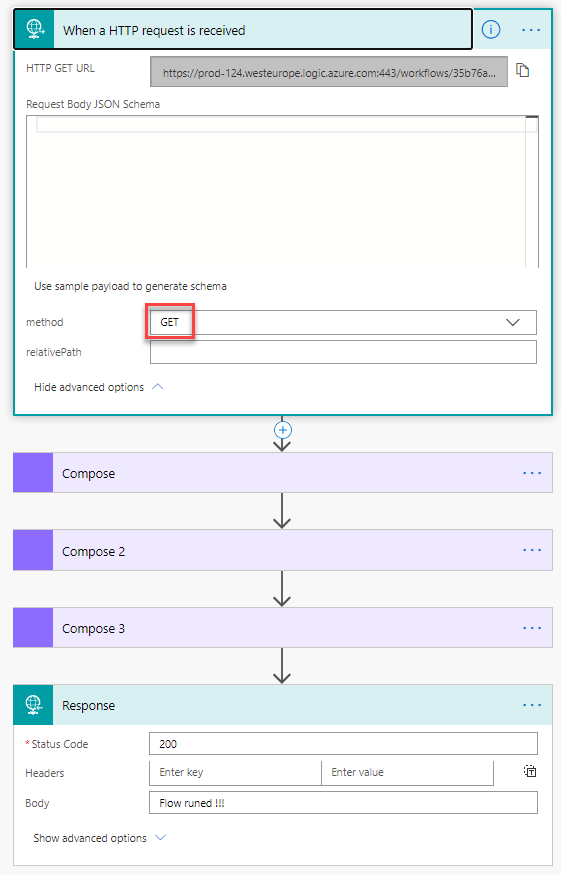 When a HTTP request is received
HTTP GET URL
https://prod-124.westeurope.logic.azure.com:443/workflows/35b76a...
Request Body JSON Schema
Use sample payload to generate schema
method
GET
relativePath
Hide advanced options
Compose
Compose 2
Compose 3
Response
* Status Code
200
Headers
Enter key
Enter value
Body
Flow runed !!!
Show advanced options